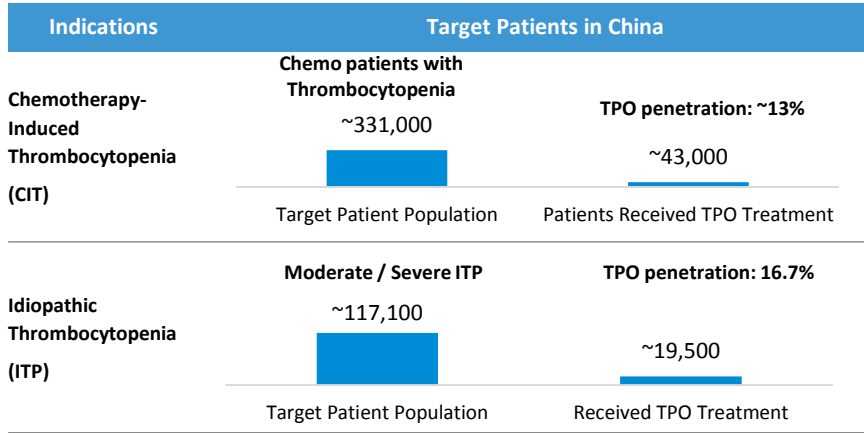 Indications
Target Patients in China
Chemotherapy-
Induced
Thrombocytopenia
(CIT)
Chemo patients with
Thrombocytopenia
~331,000
Target Patient Population
TPO penetration: ~13%
~43,000
Patients Received TPO Treatment
Idiopathic
Thrombocytopenia
(ITP)
Moderate / Severe ITP
~117,100
Target Patient Population
TPO penetration: 16.7%
~19,500
Received TPO Treatment